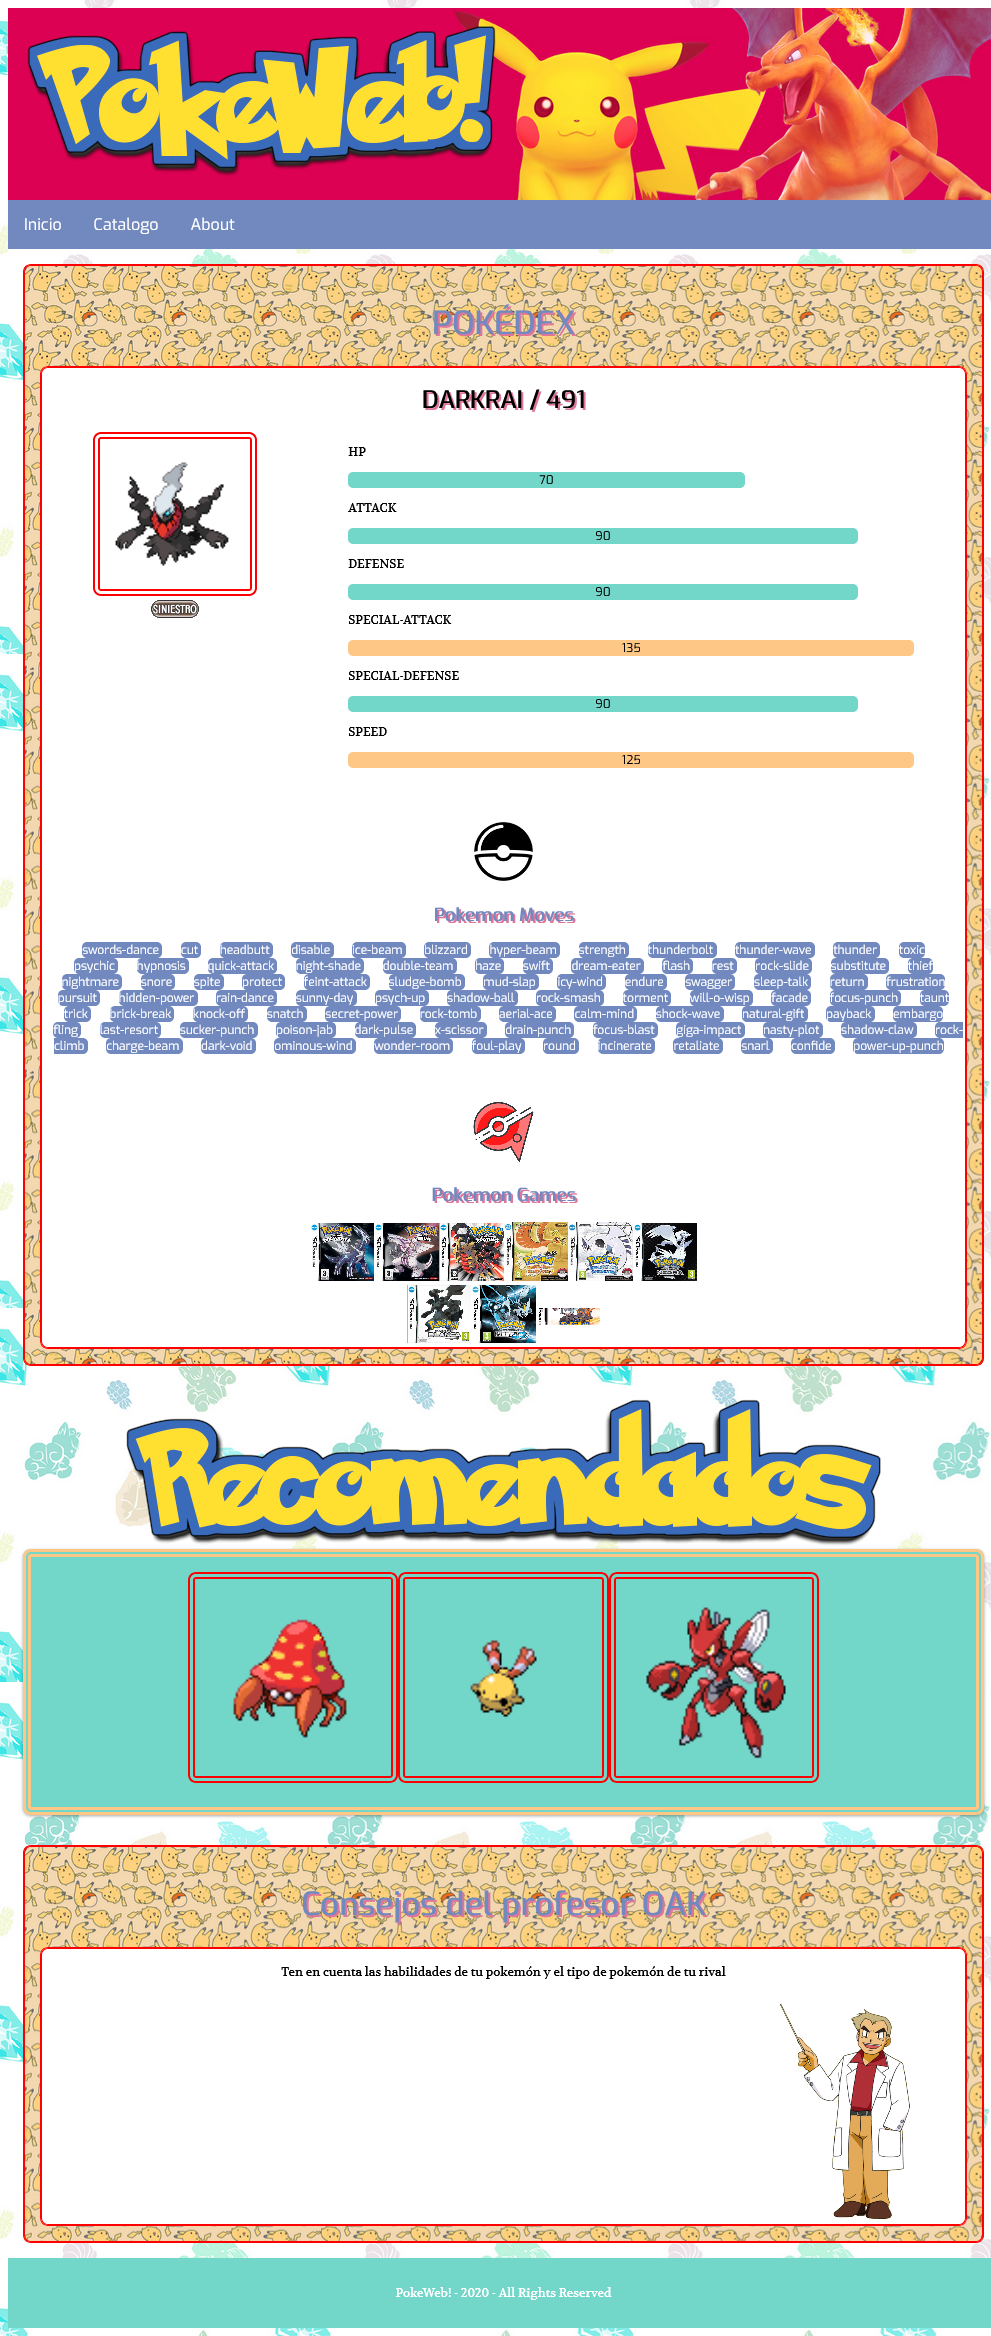 PokeWeb!
Inicio Catalogo About
POKÉDEX
DARKRAI / 491
SINIESTRO
HP
70
ATTACK
90
DEFENSE
90
SPECIAL-ATTACK
135
SPECIAL-DEFENSE
90
SPEED
125
Pokemon Moves
swords-dance cut headbutt disable ice-beam blizzard hyper-beam strength thunderbolt thunder-wave thunder toxic
psychic hypnosis quick-attack night-shade double-team haze swift dream-eater flash rest rock-slide substitute thief
nightmare snore spite protect feint-attack sludge-bomb mud-slap icy-wind endure swagger sleep-talk return frustration
pursuit hidden-power rain-dance sunny-day psych-up shadow-ball rock-smash torment will-o-wisp facade focus-punch taunt
trick brick-break knock-off snatch secret-power rock-tomb aerial-ace calm-mind shock-wave natural-gift payback embargo
fling last-resort sucker-punch poison-jab dark-pulse x-scissor drain-punch focus-blast giga-impact nasty-plot shadow-claw rock-
climb charge-beam dark-void ominous-wind wonder-room foul-play round incinerate retaliate snarl confide power-up-punch
Pokemon Games
Recomendados
Consejos del profesor OAK
Ten en cuenta las habilidades de tu pokemón y el tipo de pokemón de tu rival
PokeWeb! - 2020 - All Rights Reserved